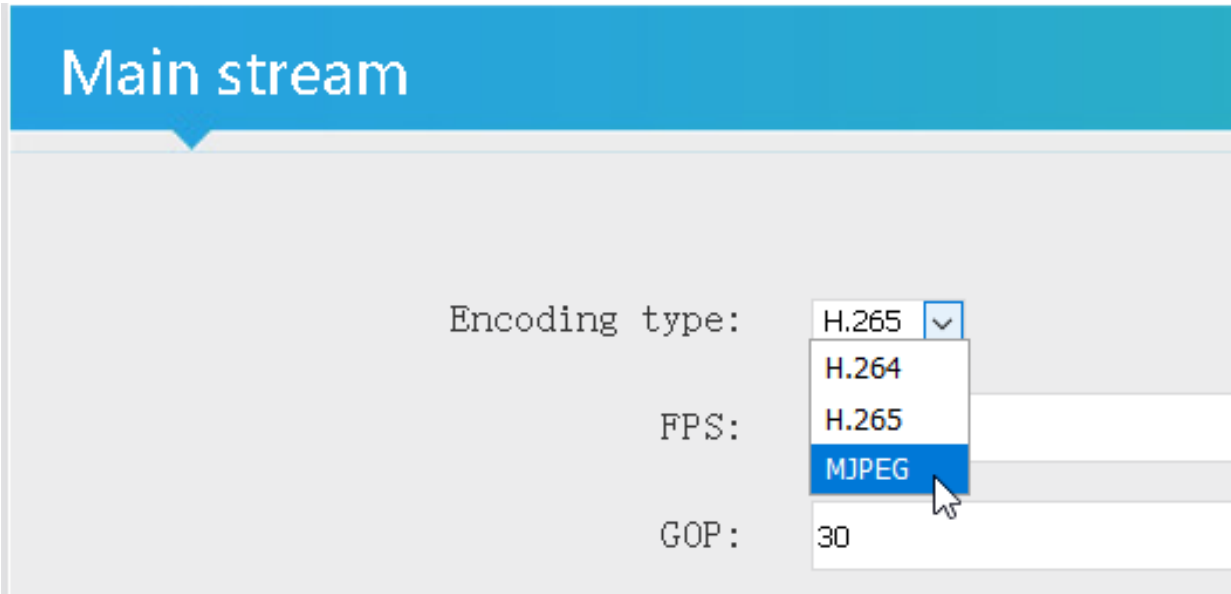 Main stream
Encoding type: H.265
H.264
H.265
MJPEG
FPS:
GOP: 30